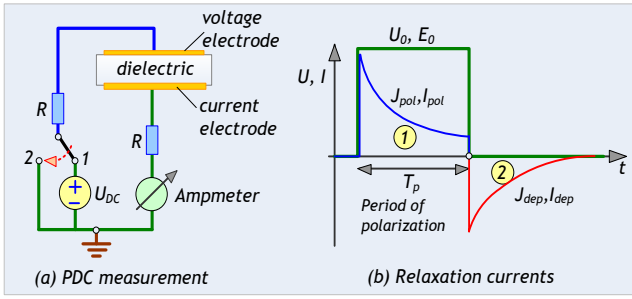 voltage
electrode
dielectric
current
electrode
R
R
2
1
+
−
U_DC
Ampmeter
(a) PDC measurement
U₀, E₀
U, I
J_pol, I_pol
1
T_p
Period of
polarization
2
J_dep, I_dep
t
(b) Relaxation currents